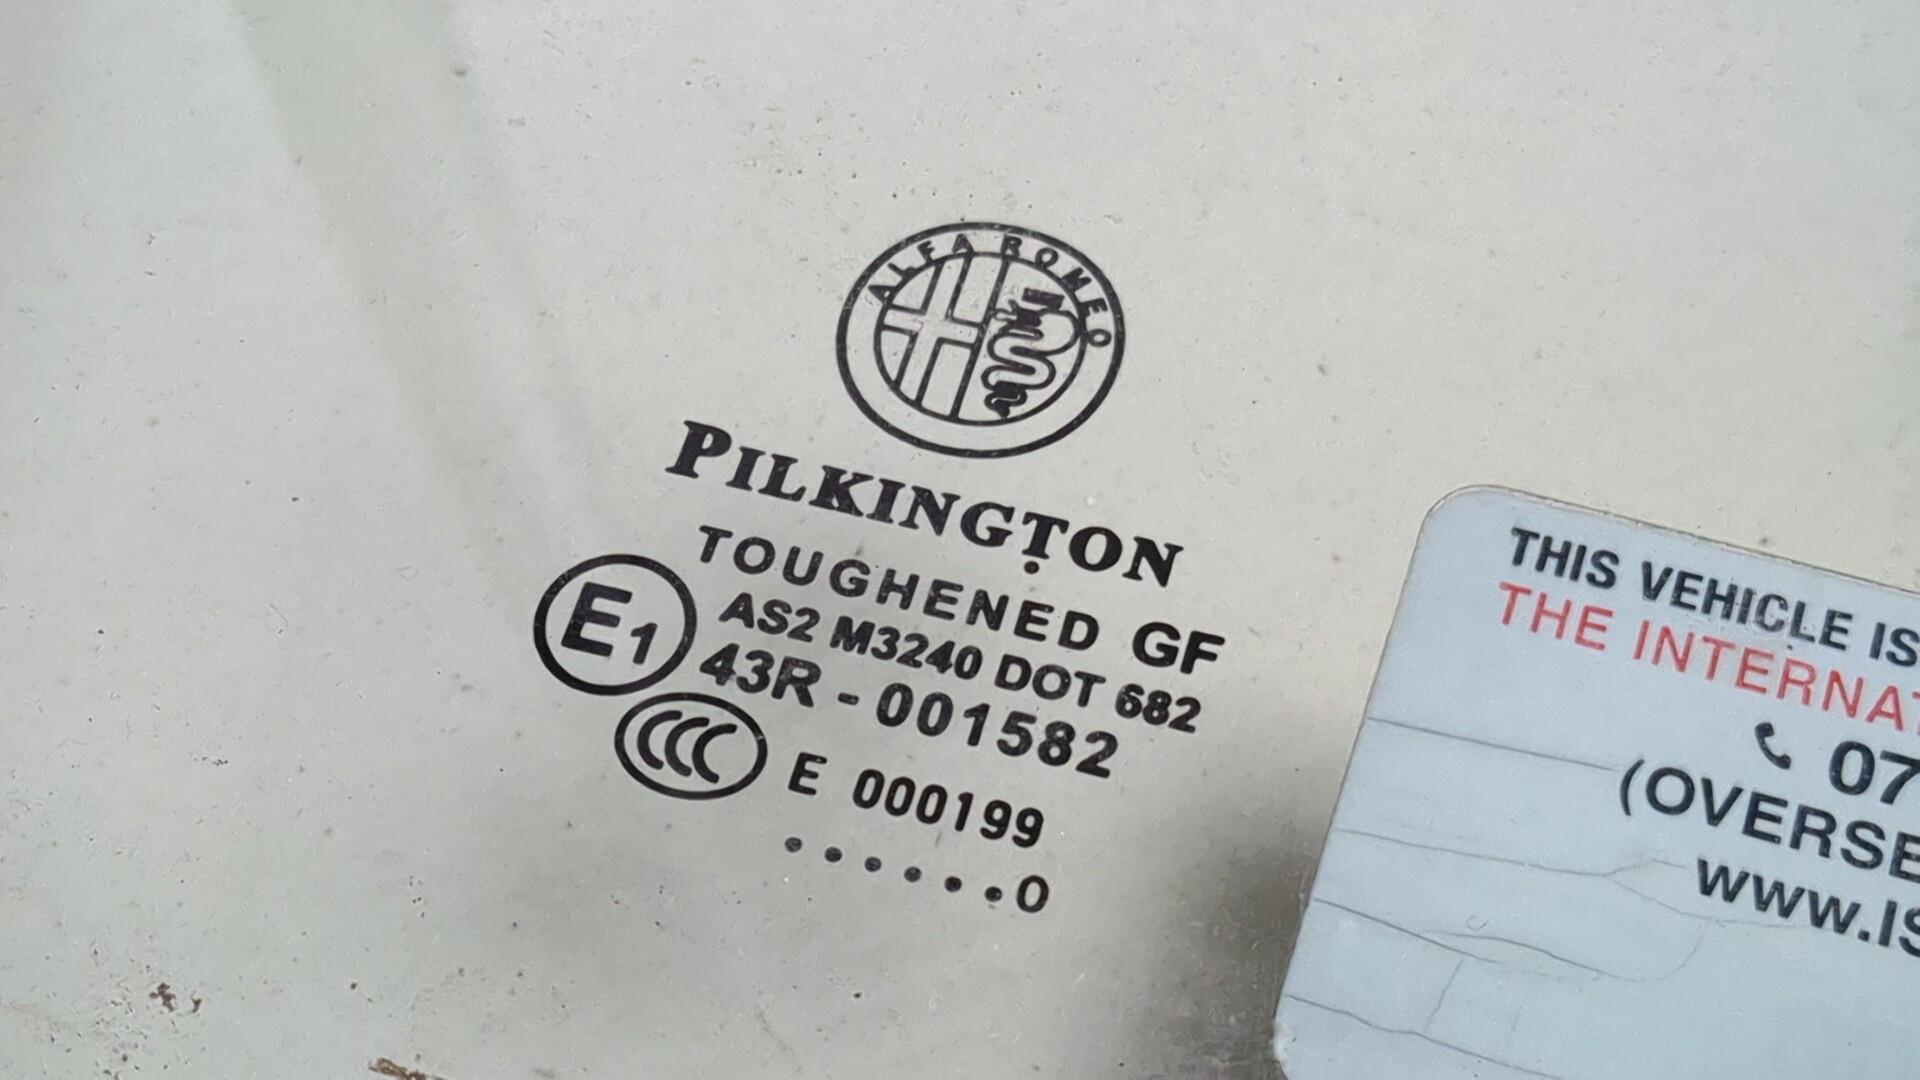 ALFA ROMEO
PILKINGTON
TOUGHENED GF
E1
AS2 M3240 DOT 682
43R - 001582
CCC
E 000199
. . . . . . O
THIS VEHICLE IS
THE INTERNAT
07
(OVERSE
www.IS